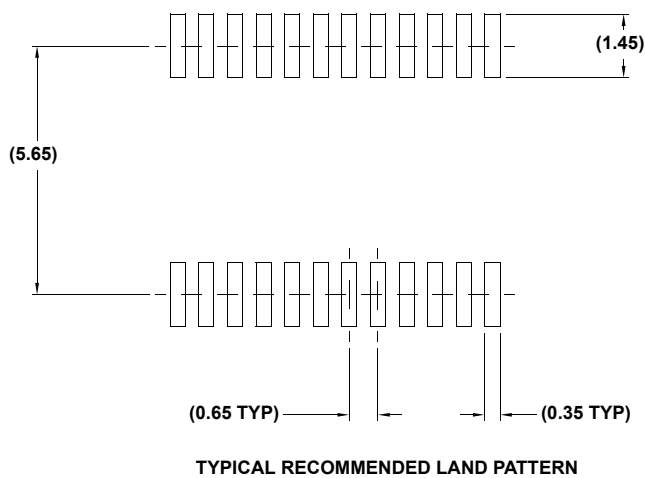 (1.45)
(5.65)
(0.65 TYP)
(0.35 TYP)
TYPICAL RECOMMENDED LAND PATTERN